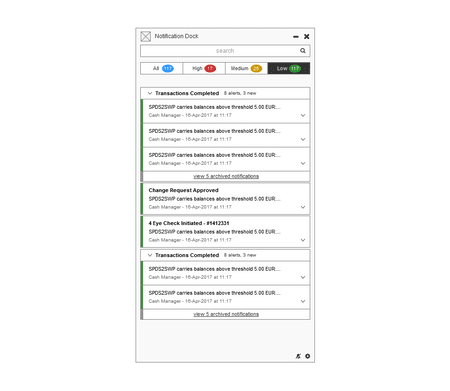 Notification Dock
search
All 117
High 17
Medium 26
Low 117
Transactions Completed 8 alerts, 3 new
SPDS2SWP carries balances above threshold 5.00 EUR...
Cash Manager - 16-Apr-2017 at 11:17
SPDS2SWP carries balances above threshold 5.00 EUR...
Cash Manager - 16-Apr-2017 at 11:17
SPDS2SWP carries balances above threshold 5.00 EUR...
Cash Manager - 16-Apr-2017 at 11:17
view 5 archived notifications
Change Request Approved
SPDS2SWP carries balances above threshold 5.00 EUR...
Cash Manager - 16-Apr-2017 at 11:17
4 Eye Check Initiated - #1412331
SPDS2SWP carries balances above threshold 5.00 EUR...
Cash Manager - 16-Apr-2017 at 11:17
Transactions Completed 8 alerts, 3 new
SPDS2SWP carries balances above threshold 5.00 EUR...
Cash Manager - 16-Apr-2017 at 11:17
SPDS2SWP carries balances above threshold 5.00 EUR...
Cash Manager - 16-Apr-2017 at 11:17
view 5 archived notifications